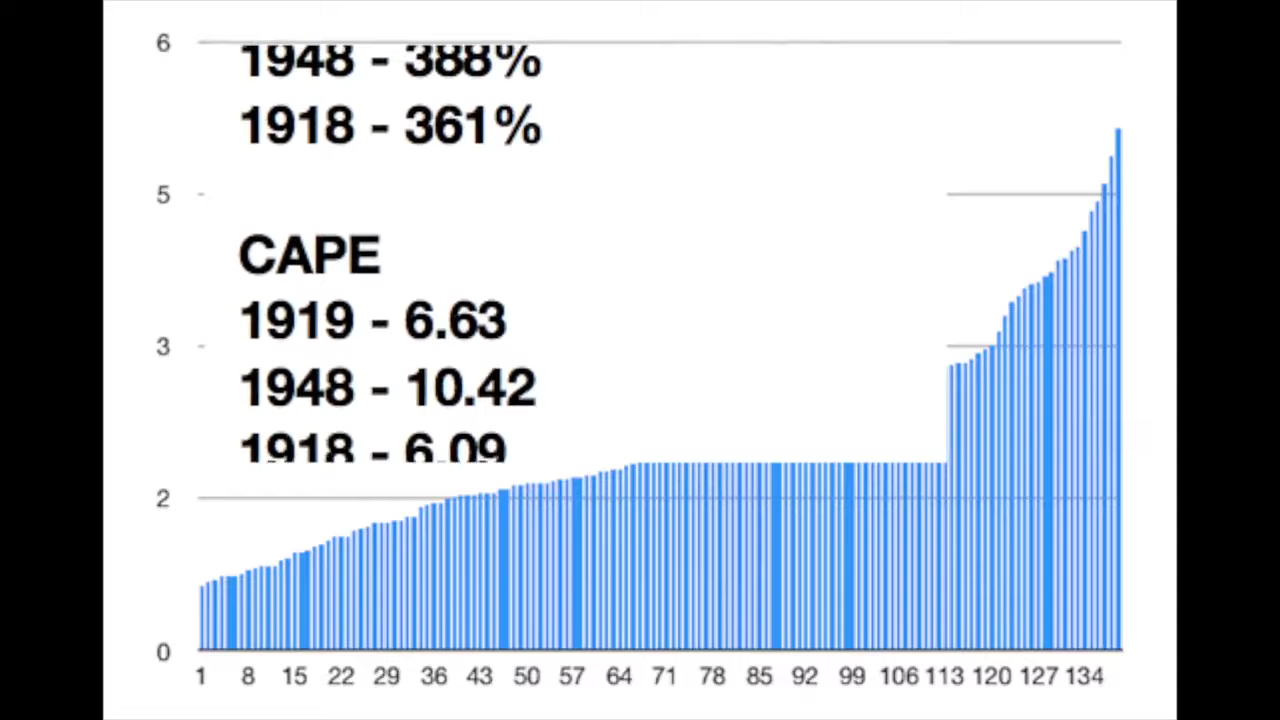 6
1948 - 388%
1918 - 361%
5
CAPE
1919 - 6.63
3
1948 - 10.42
1918 - 6.09
2
0
1 8 15 22 29 36 43 50 57 64 71 78 85 92 99 106 113 120 127 134